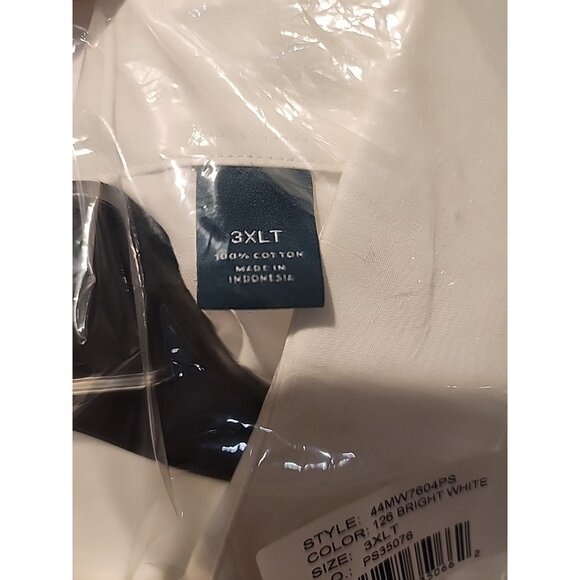 3XLT
100% COTTON
MADE IN
INDONESIA
STYLE: 44MW7604PS
COLOR: 126 BRIGHT WHITE
SIZE: 3XLT
O.: PS35076